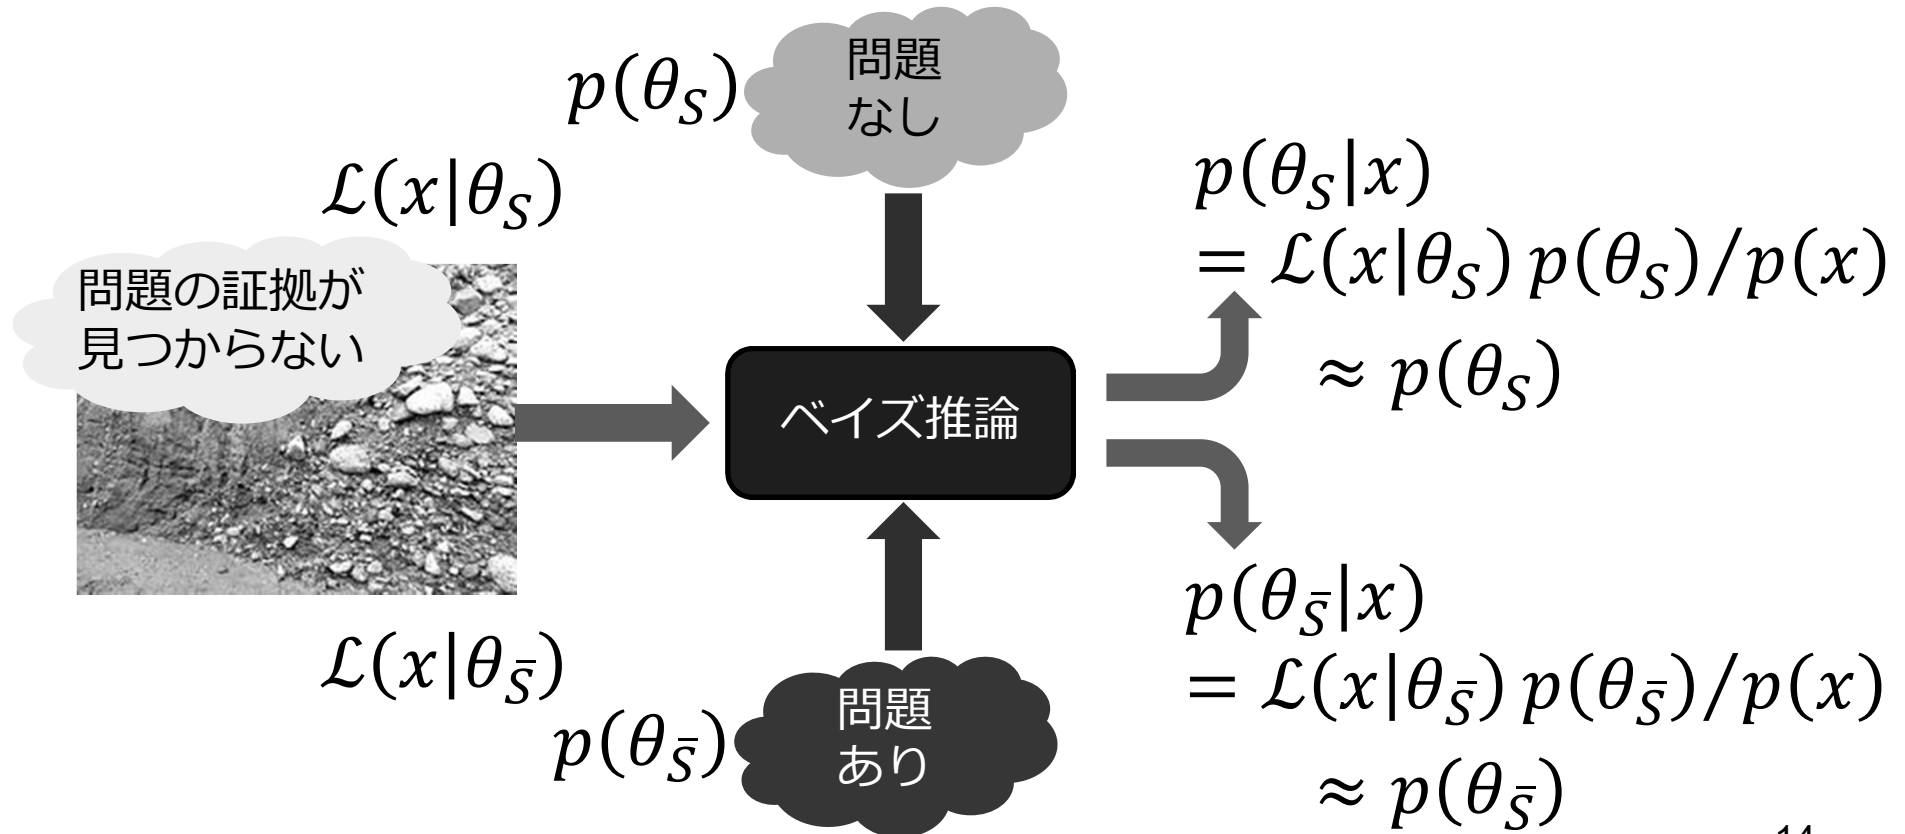 p(θ_S)
問題
なし
ℒ(x|θ_S)
問題の証拠が
見つからない
ベイズ推論
p(θ_S|x)
= ℒ(x|θ_S) p(θ_S)/p(x)
≈ p(θ_S)
ℒ(x|θ_S̄)
p(θ_S̄)
問題
あり
p(θ_S̄|x)
= ℒ(x|θ_S̄) p(θ_S̄)/p(x)
≈ p(θ_S̄)